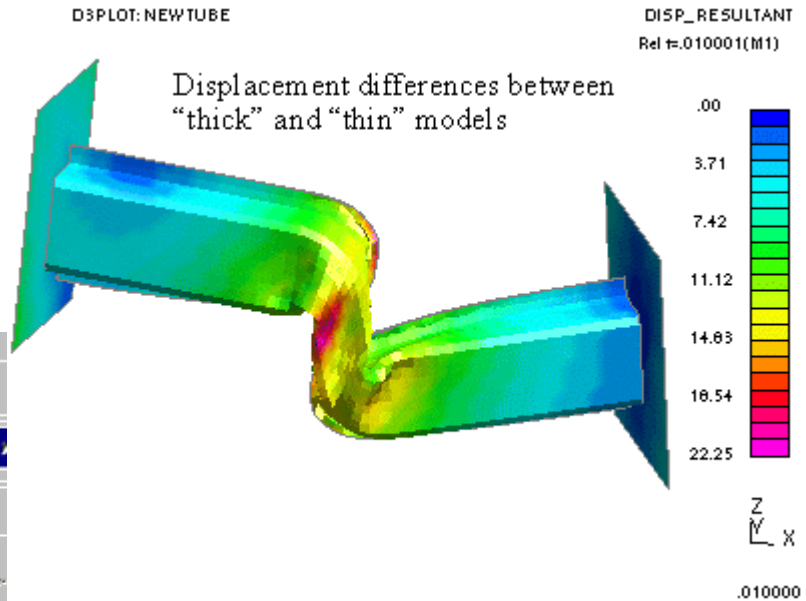 D3PLOT: NEWTUBE
DISP_RESULTANT
Rel t=.010001(M1)
Displacement differences between
“thick” and “thin” models
.00
3.71
7.42
11.12
14.83
18.54
22.25
Z
Y
X
.010000